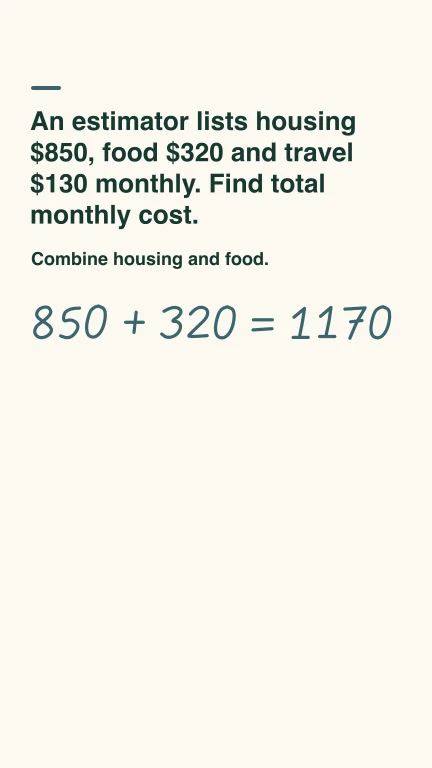 An estimator lists housing
$850, food $320 and travel
$130 monthly. Find total
monthly cost.
Combine housing and food.
850 + 320 = 1170